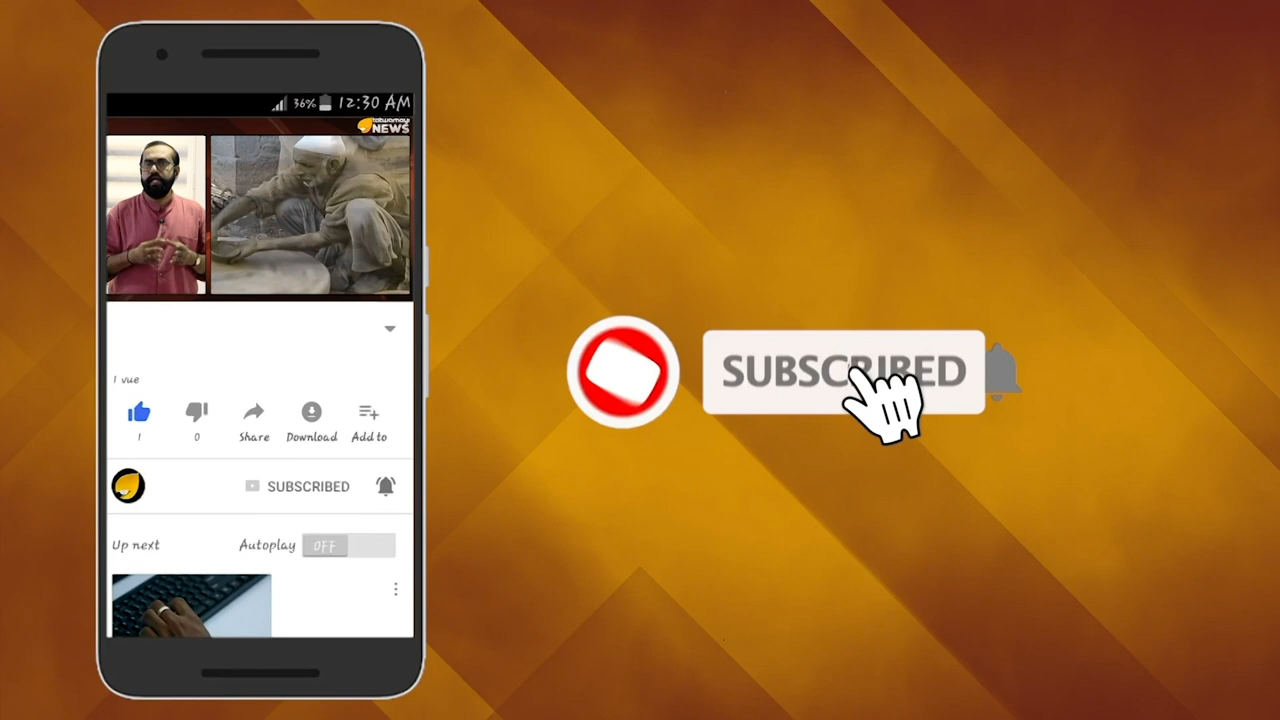 36% 12:30 AM
tatwamayi
NEWS
1 vue
1
0
Share
Download
Add to
SUBSCRIBED
Up next
Autoplay
OFF
SUBSCRIBED